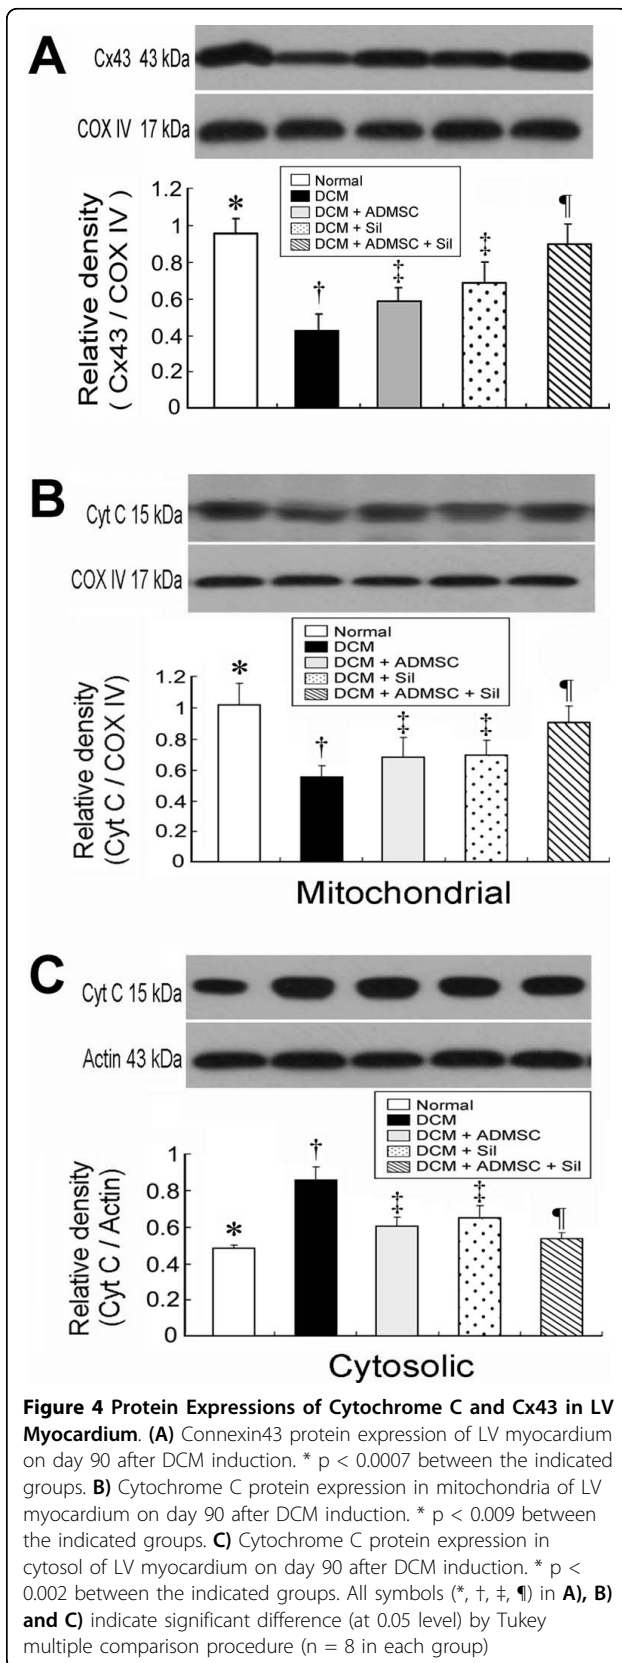 A
Cx43 43 kDa
COX IV 17 kDa
Normal
DCM
DCM + ADMSC
DCM + Sil
DCM + ADMSC + Sil
Relative density
( Cx43 / COX IV )
1.2
1
0.8
0.6
0.4
0.2
0
*
†
‡
‡
¶
B
Cyt C 15 kDa
COX IV 17 kDa
Normal
DCM
DCM + ADMSC
DCM + Sil
DCM + ADMSC + Sil
Relative density
(Cyt C / COX IV)
1.2
1
0.8
0.6
0.4
0.2
0
*
†
‡
‡
¶
Mitochondrial
C
Cyt C 15 kDa
Actin 43 kDa
Normal
DCM
DCM + ADMSC
DCM + Sil
DCM + ADMSC + Sil
Relative density
(Cyt C / Actin)
1
0.8
0.6
0.4
0.2
0
*
†
‡
‡
¶
Cytosolic
Figure 4 Protein Expressions of Cytochrome C and Cx43 in LV
Myocardium. (A) Connexin43 protein expression of LV myocardium
on day 90 after DCM induction. * p < 0.0007 between the indicated
groups. B) Cytochrome C protein expression in mitochondria of LV
myocardium on day 90 after DCM induction. * p < 0.009 between
the indicated groups. C) Cytochrome C protein expression in
cytosol of LV myocardium on day 90 after DCM induction. * p <
0.002 between the indicated groups. All symbols (*, †, ‡, ¶) in A), B)
and C) indicate significant difference (at 0.05 level) by Tukey
multiple comparison procedure (n = 8 in each group)